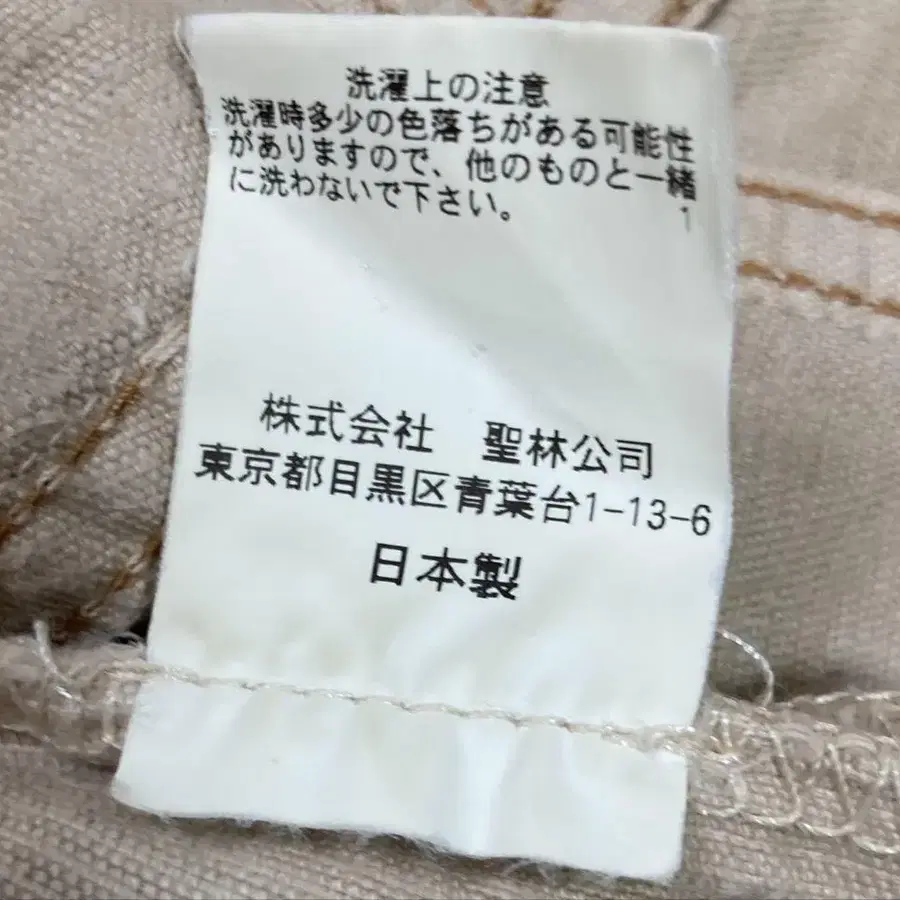 洗濯上の注意
洗濯時多少の色落ちがある可能性
がありますので、他のものと一緒
に洗わないで下さい。
1
株式会社　聖林公司
東京都目黒区青葉台1-13-6
日本製